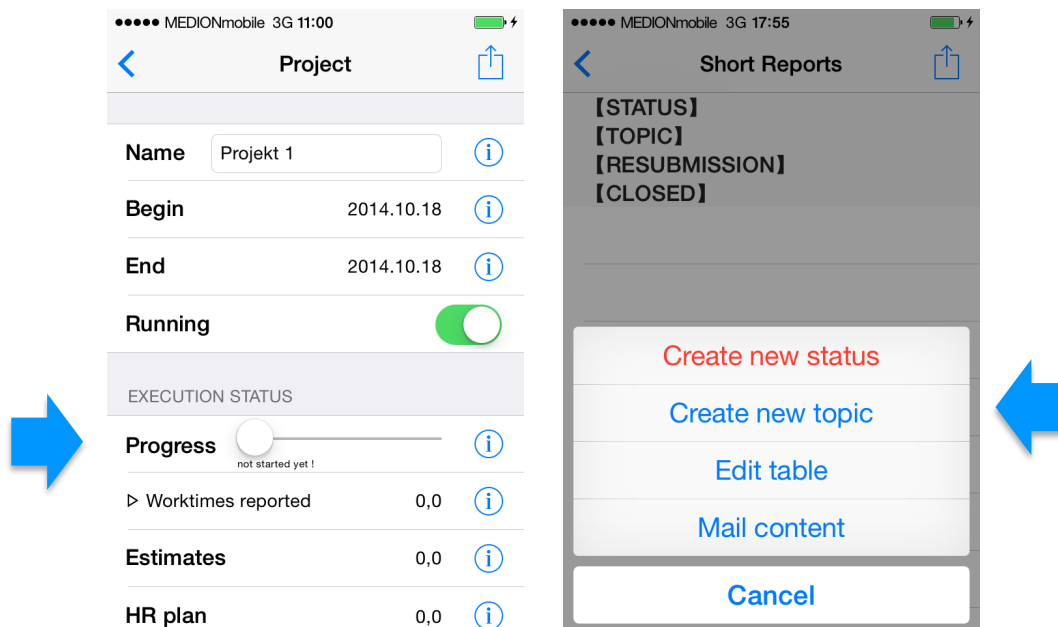 MEDIONmobile 3G 11:00
Project
Name Projekt 1
Begin 2014.10.18
End 2014.10.18
Running
EXECUTION STATUS
Progress
not started yet !
Worktimes reported 0,0
Estimates 0,0
HR plan 0,0
MEDIONmobile 3G 17:55
Short Reports
【STATUS】
【TOPIC】
【RESUBMISSION】
【CLOSED】
Create new status
Create new topic
Edit table
Mail content
Cancel